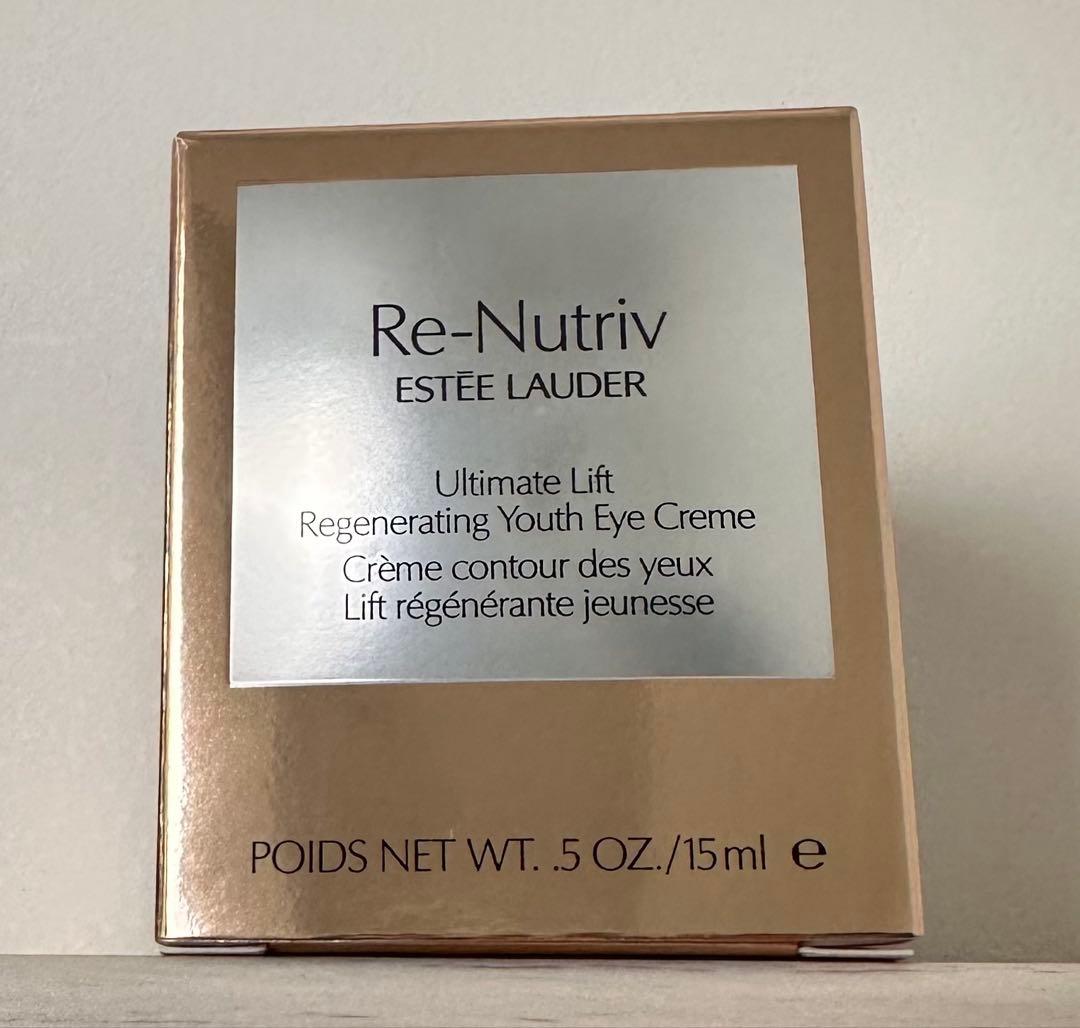 Re-Nutriv
ESTĒE LAUDER
Ultimate Lift
Regenerating Youth Eye Creme
Crème contour des yeux
Lift régénérante jeunesse
POIDS NET WT. .5 OZ./15ml ℮